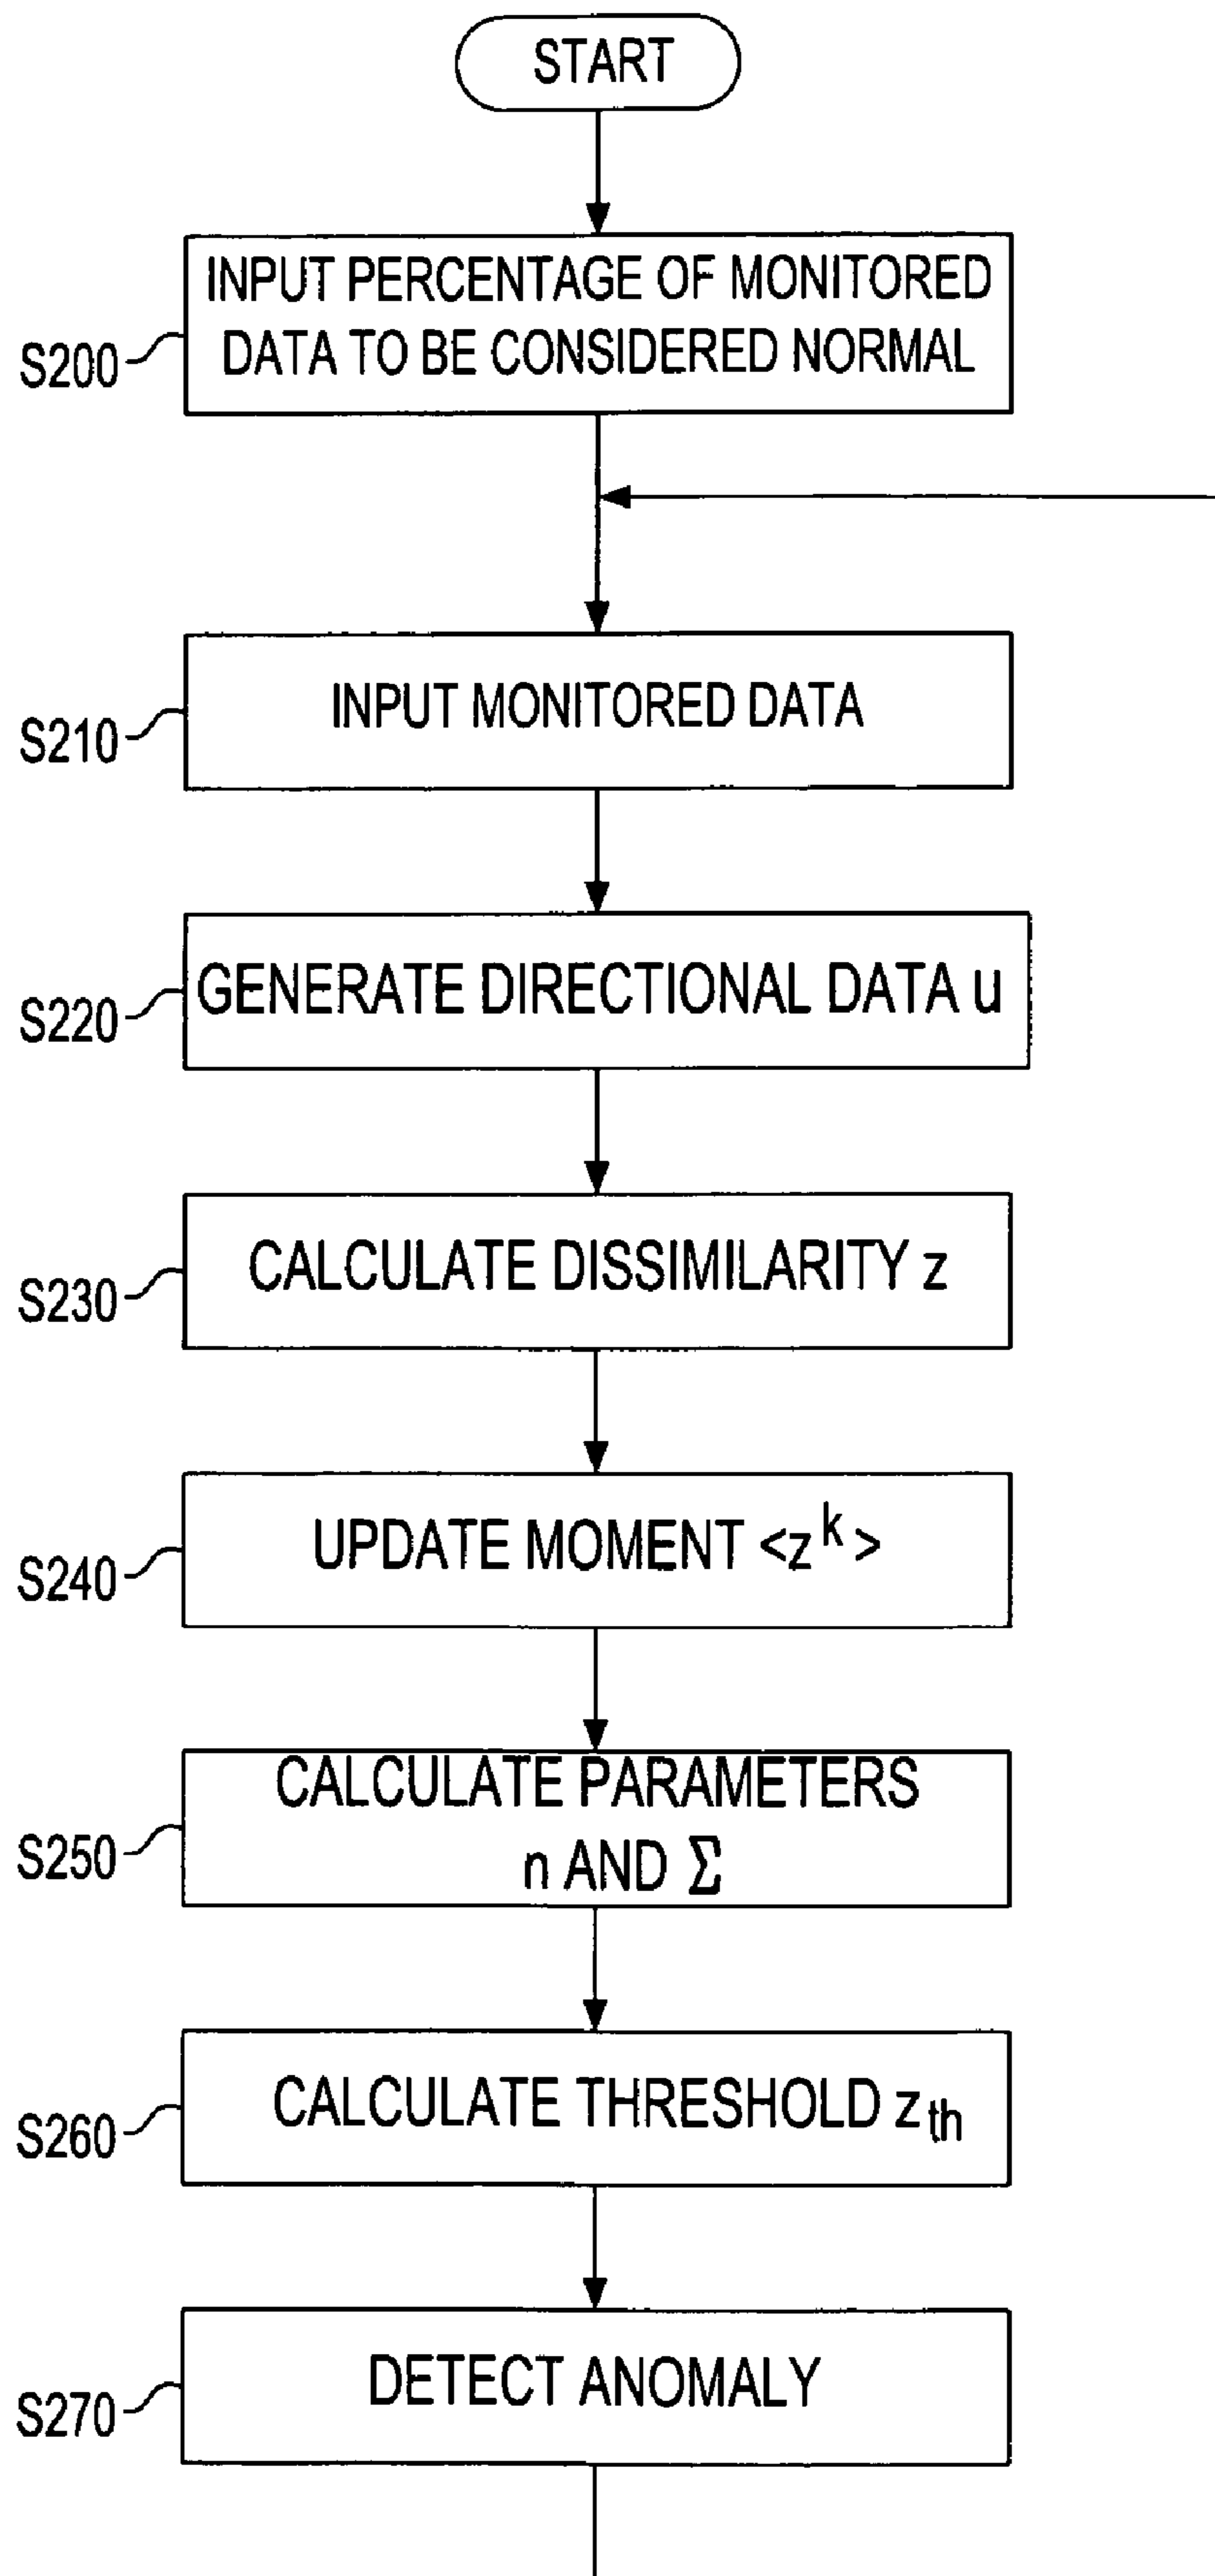 START
INPUT PERCENTAGE OF MONITORED
DATA TO BE CONSIDERED NORMAL
S200
INPUT MONITORED DATA
S210
GENERATE DIRECTIONAL DATA u
S220
CALCULATE DISSIMILARITY z
S230
UPDATE MOMENT <z^k>
S240
CALCULATE PARAMETERS
n AND Σ
S250
CALCULATE THRESHOLD z_th
S260
DETECT ANOMALY
S270